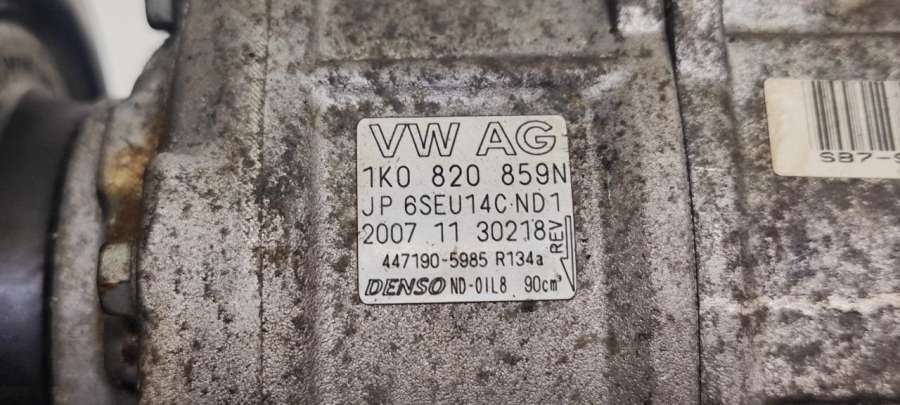 VW AG
1K0 820 859N
JP 6SEU14C ND1
2007 11 30218
REV
447190-5985 R134a
DENSO ND-OIL8 90cm³